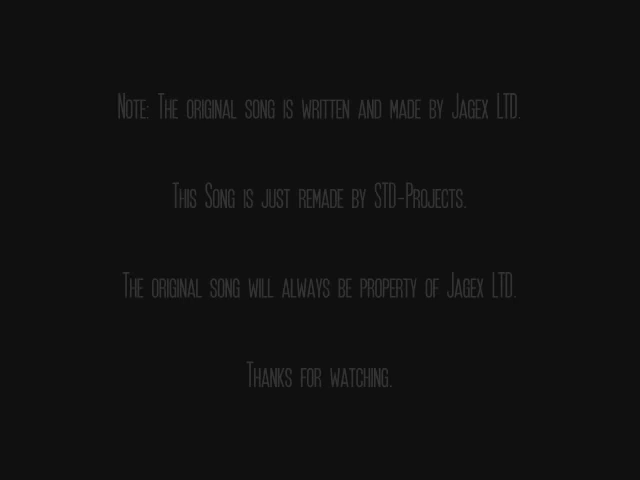 Note: The original song is written and made by Jagex LTD.
This Song is just remade by STD-Projects.
The original song will always be property of Jagex LTD.
Thanks for watching.